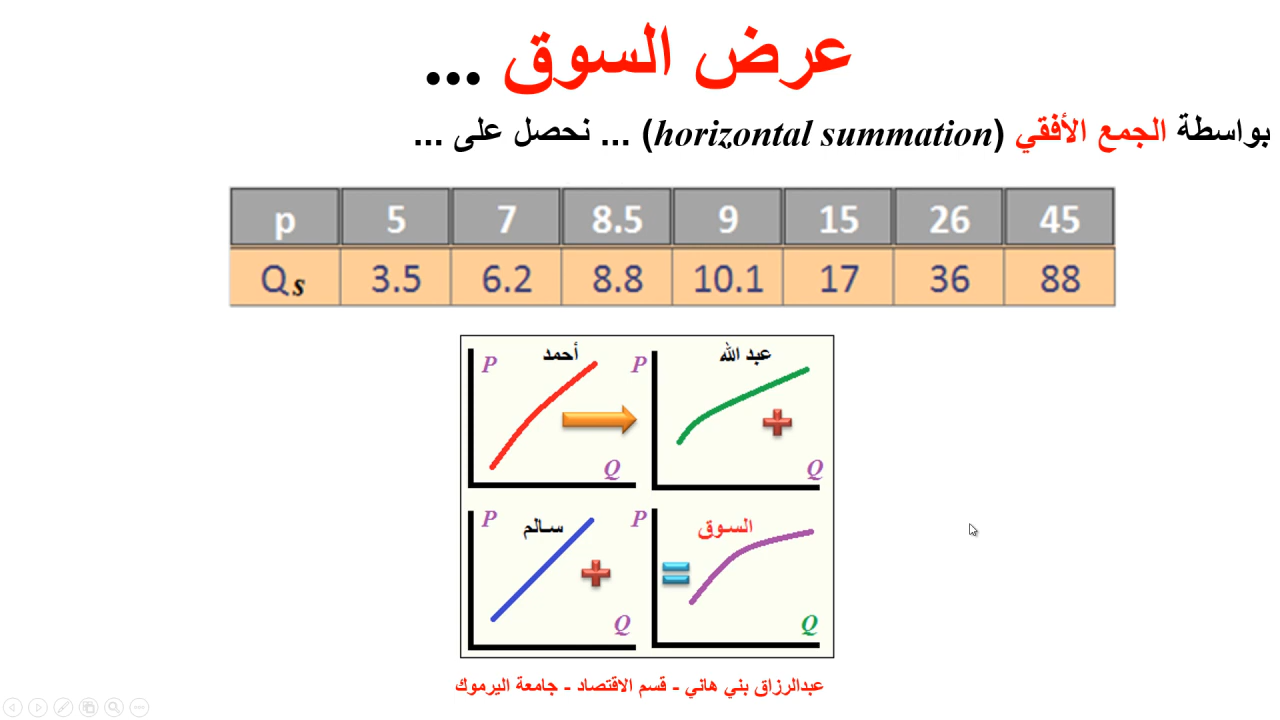 عرض السوق ...
بواسطة الجمع الأفقي (horizontal summation) ... نحصل على ...
p 5 7 8.5 9 15 26 45
Qs 3.5 6.2 8.8 10.1 17 36 88
P أحمد
Q
P عبد الله
Q
P سـالم
Q
P السـوق
Q
عبدالرزاق بني هاني - قسم الاقتصاد - جامعة اليرموك